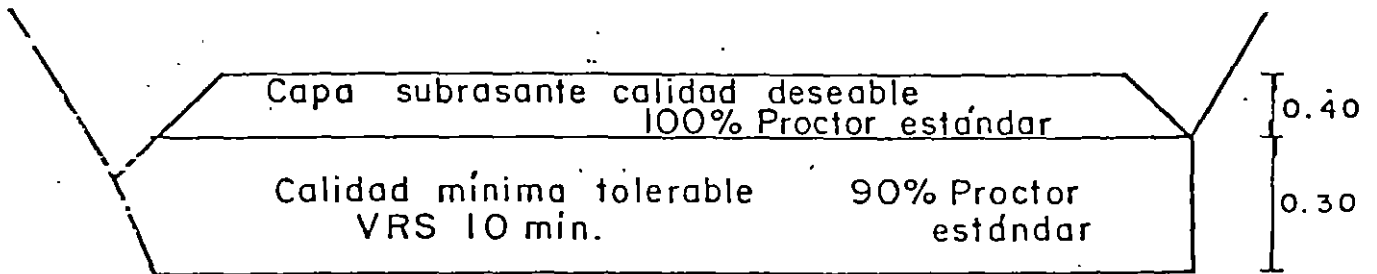 Capa subrasante calidad deseable
100% Proctor estándar
0.40
Calidad mínima tolerable 90% Proctor
VRS 10 mín. estándar
0.30